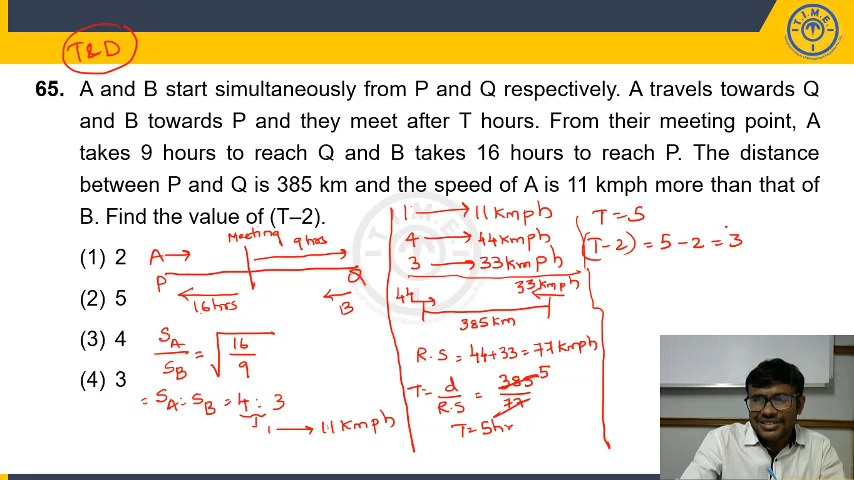 T.I.M.E.
T&D
65. A and B start simultaneously from P and Q respectively. A travels towards Q
and B towards P and they meet after T hours. From their meeting point, A
takes 9 hours to reach Q and B takes 16 hours to reach P. The distance
between P and Q is 385 km and the speed of A is 11 kmph more than that of
B. Find the value of (T–2).
(1) 2
(2) 5
(3) 4
(4) 3
A → Meeting 9 hrs
P Q
16 hrs B
S_A / S_B = √(16/9)
= S_A : S_B = 4 : 3
1 → 11 Kmph
1 → 11 Kmph
4 → 44 Kmph
3 → 33 Kmph
44 33 Kmph
385 Km
R.S = 44+33 = 77 Kmph
T = d / R.S = 385 / 77 5
T = 5hr
T = 5
(T-2) = 5-2 = 3